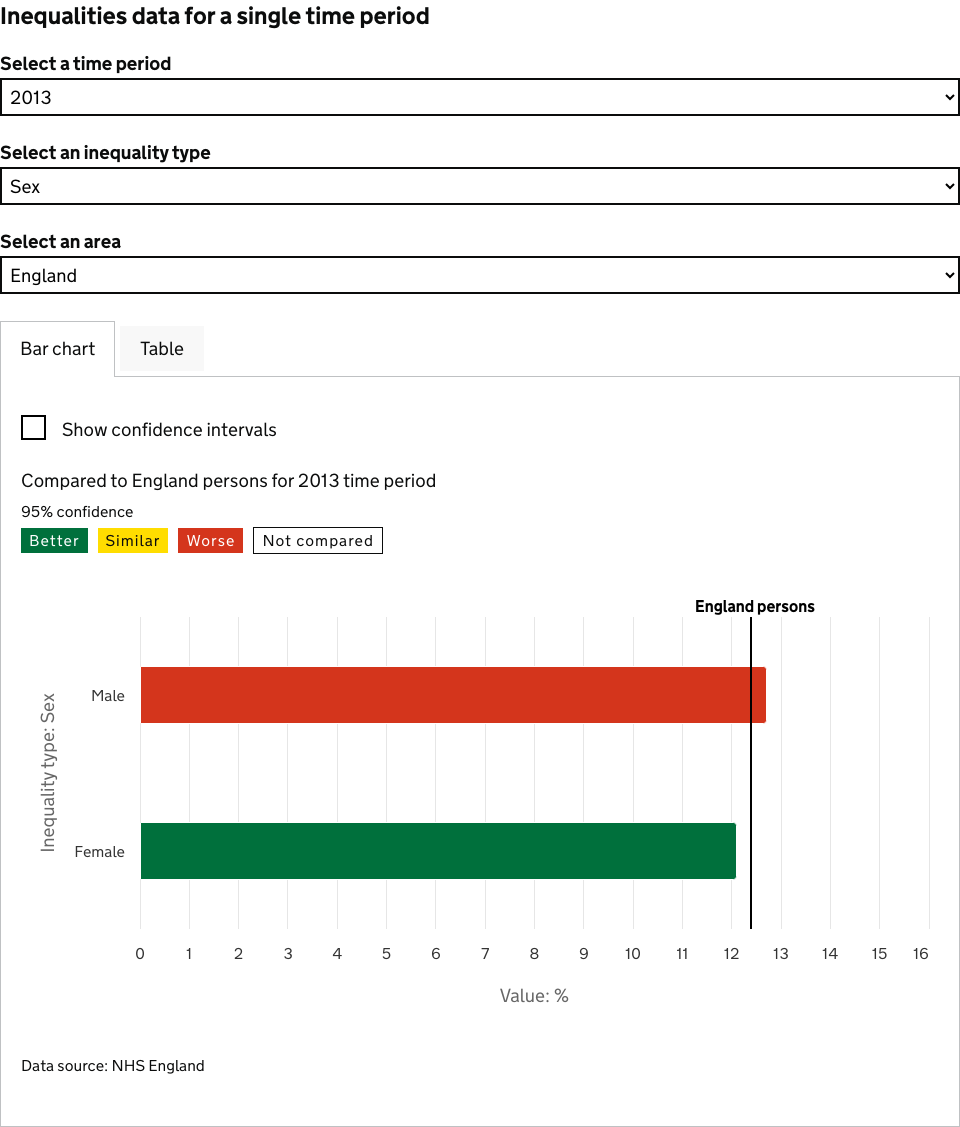 Inequalities data for a single time period
Select a time period
2013
Select an inequality type
Sex
Select an area
England
Bar chart Table
Show confidence intervals
Compared to England persons for 2013 time period
95% confidence
Better Similar Worse Not compared
England persons
Inequality type: Sex
Male
Female
0 1 2 3 4 5 6 7 8 9 10 11 12 13 14 15 16
Value: %
Data source: NHS England